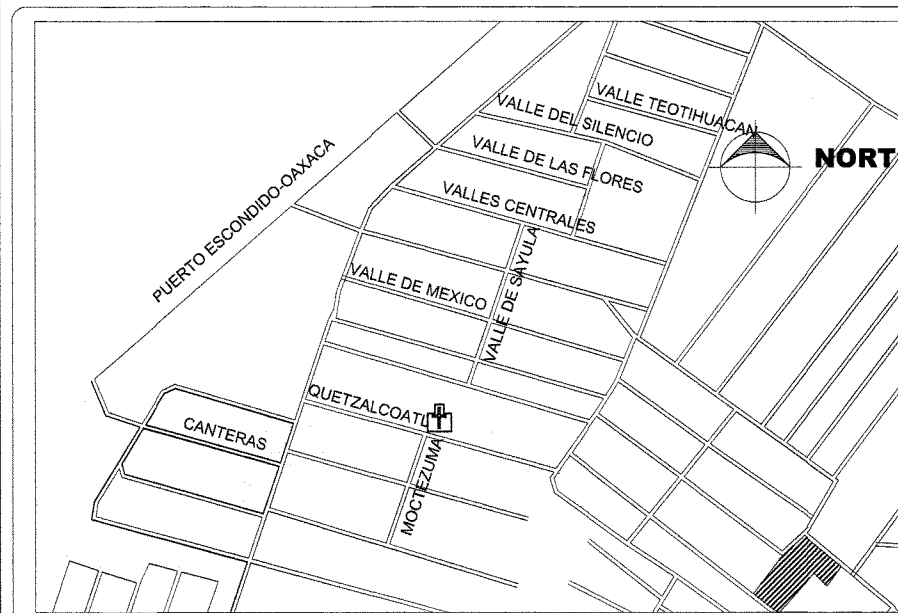 VALLE TEOTIHUACAN
VALLE DEL SILENCIO
NORT
VALLE DE LAS FLORES
PUERTO ESCONDIDO-OAXACA
VALLES CENTRALES
VALLE DE SAYULA
VALLE DE MEXICO
QUETZALCOATL
CANTERAS
MOCTEZUMA